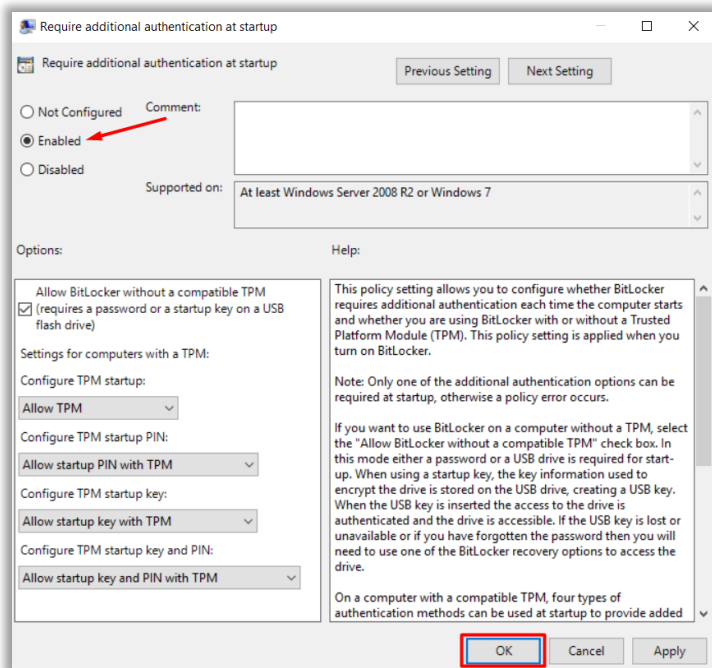 Require additional authentication at startup
Require additional authentication at startup
Previous Setting
Next Setting
Not Configured
Comment:
Enabled
Disabled
Supported on:
At least Windows Server 2008 R2 or Windows 7
Options:
Help:
Allow BitLocker without a compatible TPM
(requires a password or a startup key on a USB
flash drive)
Settings for computers with a TPM:
Configure TPM startup:
Allow TPM
Configure TPM startup PIN:
Allow startup PIN with TPM
Configure TPM startup key:
Allow startup key with TPM
Configure TPM startup key and PIN:
Allow startup key and PIN with TPM
This policy setting allows you to configure whether BitLocker
requires additional authentication each time the computer starts
and whether you are using BitLocker with or without a Trusted
Platform Module (TPM). This policy setting is applied when you
turn on BitLocker.
Note: Only one of the additional authentication options can be
required at startup, otherwise a policy error occurs.
If you want to use BitLocker on a computer without a TPM, select
the "Allow BitLocker without a compatible TPM" check box. In
this mode either a password or a USB drive is required for start-
up. When using a startup key, the key information used to
encrypt the drive is stored on the USB drive, creating a USB key.
When the USB key is inserted the access to the drive is
authenticated and the drive is accessible. If the USB key is lost or
unavailable or if you have forgotten the password then you will
need to use one of the BitLocker recovery options to access the
drive.
On a computer with a compatible TPM, four types of
authentication methods can be used at startup to provide added
OK
Cancel
Apply